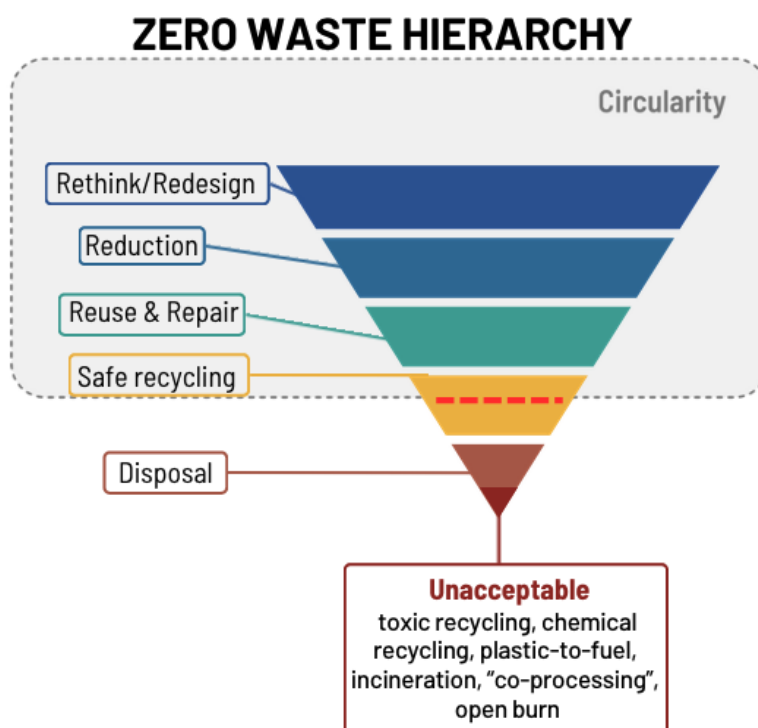 ZERO WASTE HIERARCHY
Circularity
Rethink/Redesign
Reduction
Reuse & Repair
Safe recycling
Disposal
Unacceptable
toxic recycling, chemical
recycling, plastic-to-fuel,
incineration, “co-processing”,
open burn